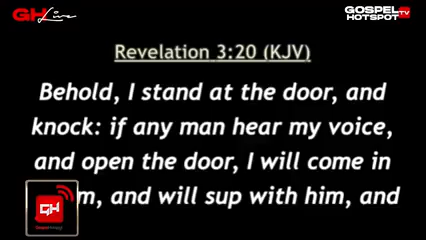 GH Live
GOSPEL
HOTSPOT TV
Revelation 3:20 (KJV)
Behold, I stand at the door, and
knock: if any man hear my voice,
and open the door, I will come in
m, and will sup with him, and
GH